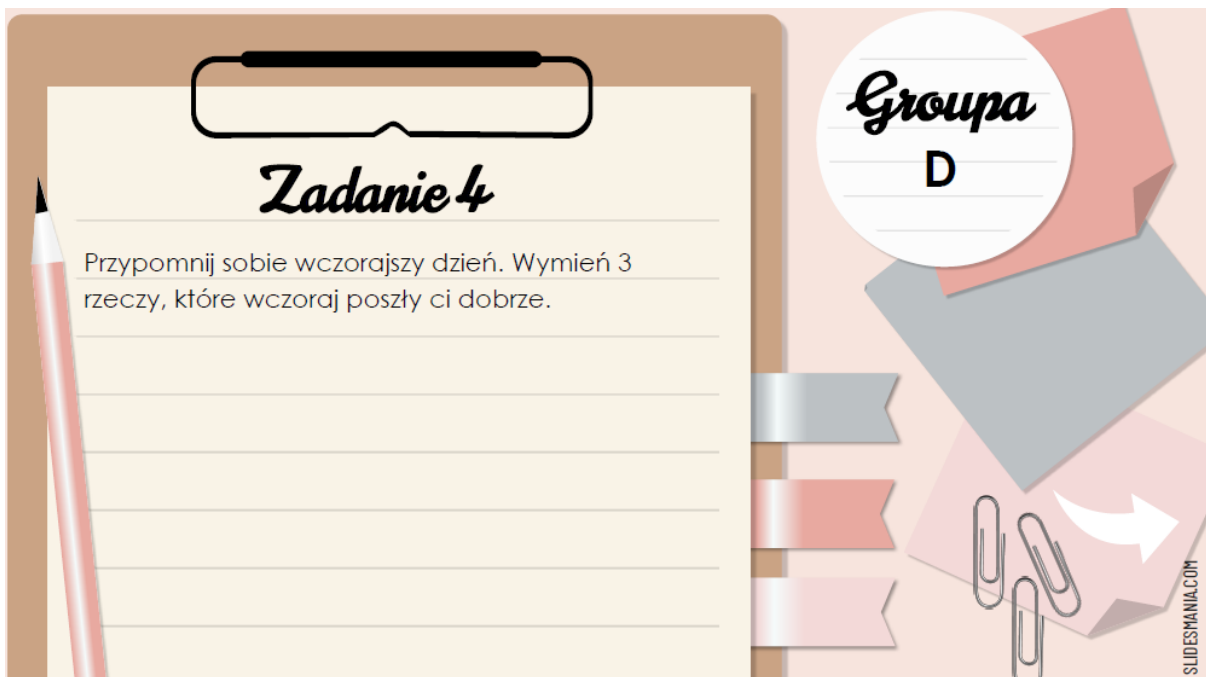 Groupa
D
Zadanie 4
Przypomnij sobie wczorajszy dzień. Wymień 3
rzeczy, które wczoraj poszły ci dobrze.
SLIDESMANIA.COM